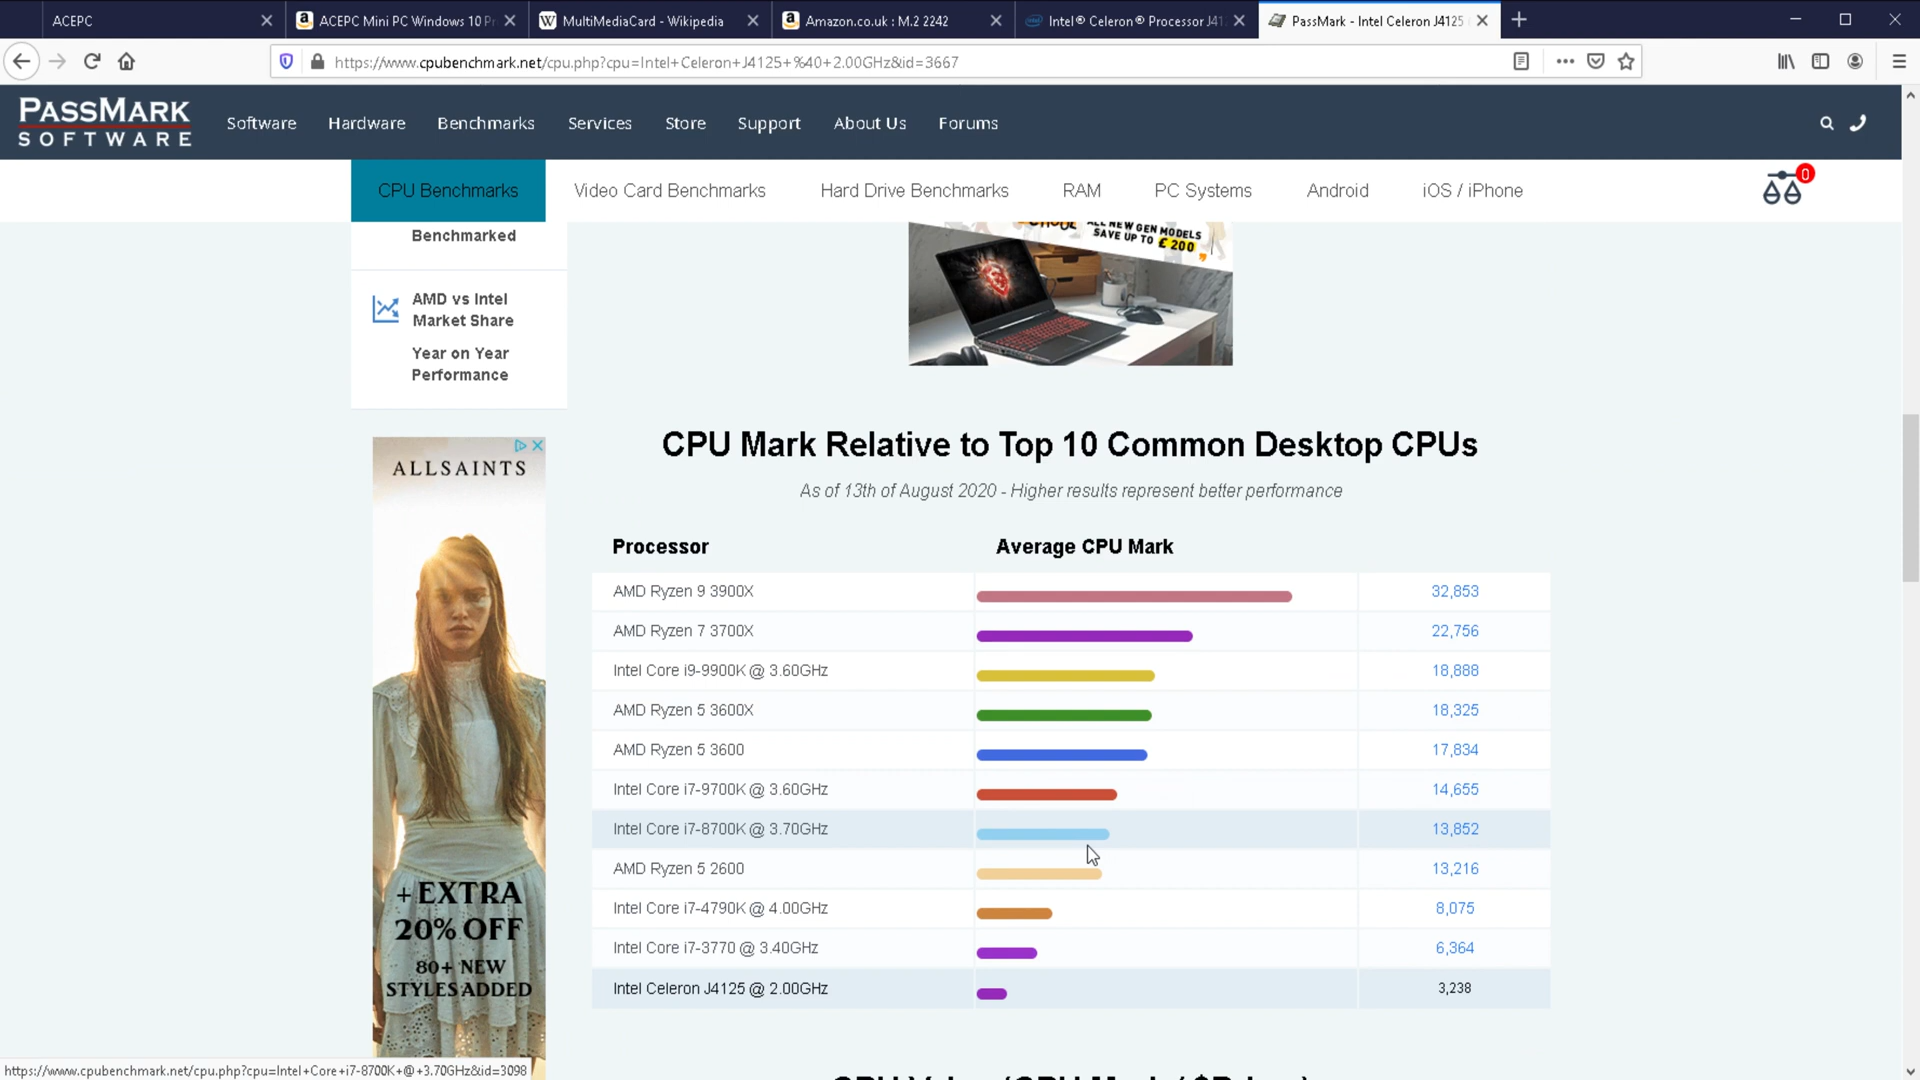 ACEPC
ACEPC Mini PC Windows 10 Pr
MultiMediaCard - Wikipedia
Amazon.co.uk : M.2 2242
Intel® Celeron® Processor J41
PassMark - Intel Celeron J4125
https://www.cpubenchmark.net/cpu.php?cpu=Intel+Celeron+J4125+%40+2.00GHz&id=3667
PASSMARK
SOFTWARE
Software Hardware Benchmarks Services Store Support About Us Forums
CPU Benchmarks Video Card Benchmarks Hard Drive Benchmarks RAM PC Systems Android iOS / iPhone
0
Benchmarked
ALL NEW GEN MODELS
SAVE UP TO £ 200
AMD vs Intel
Market Share
Year on Year
Performance
CPU Mark Relative to Top 10 Common Desktop CPUs
As of 13th of August 2020 - Higher results represent better performance
Processor Average CPU Mark
AMD Ryzen 9 3900X 32,853
AMD Ryzen 7 3700X 22,756
Intel Core i9-9900K @ 3.60GHz 18,888
AMD Ryzen 5 3600X 18,325
AMD Ryzen 5 3600 17,834
Intel Core i7-9700K @ 3.60GHz 14,655
Intel Core i7-8700K @ 3.70GHz 13,852
AMD Ryzen 5 2600 13,216
Intel Core i7-4790K @ 4.00GHz 8,075
Intel Core i7-3770 @ 3.40GHz 6,364
Intel Celeron J4125 @ 2.00GHz 3,238
ALLSAINTS
+ EXTRA
20% OFF
80+ NEW
STYLES ADDED
https://www.cpubenchmark.net/cpu.php?cpu=Intel+Core+i7-8700K+@+3.70GHz&id=3098